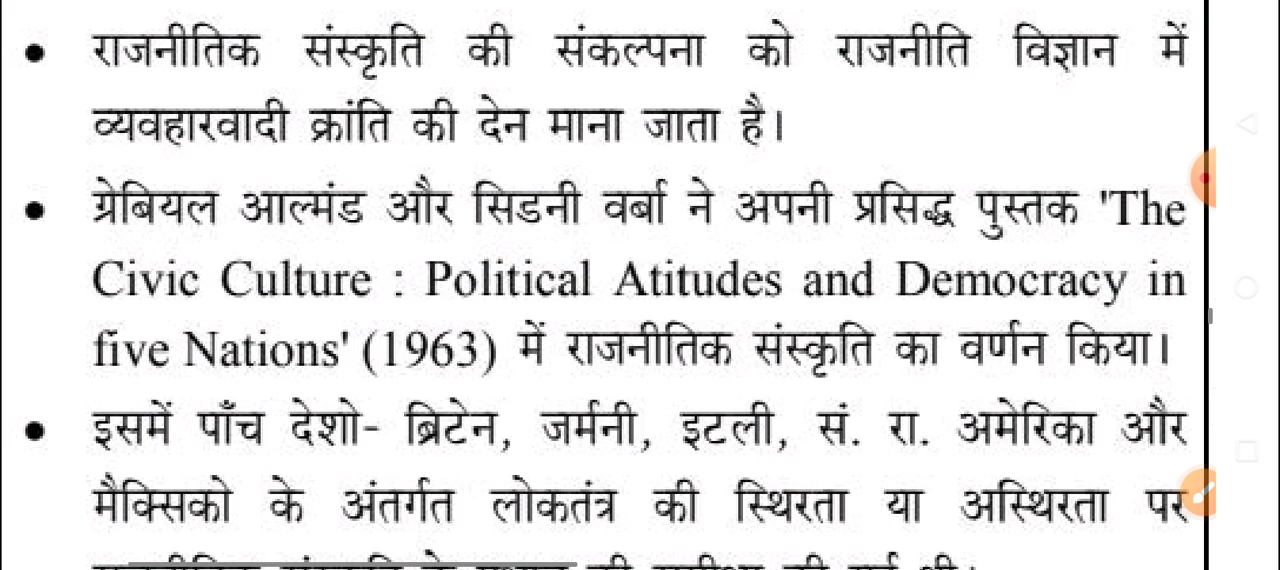 • राजनीतिक संस्कृति की संकल्पना को राजनीति विज्ञान में
व्यवहारवादी क्रांति की देन माना जाता है।
• ग्रेबियल आल्मंड और सिडनी वर्बा ने अपनी प्रसिद्ध पुस्तक 'The
Civic Culture : Political Atitudes and Democracy in
five Nations' (1963) में राजनीतिक संस्कृति का वर्णन किया।
• इसमें पाँच देशो- ब्रिटेन, जर्मनी, इटली, सं. रा. अमेरिका और
मैक्सिको के अंतर्गत लोकतंत्र की स्थिरता या अस्थिरता पर